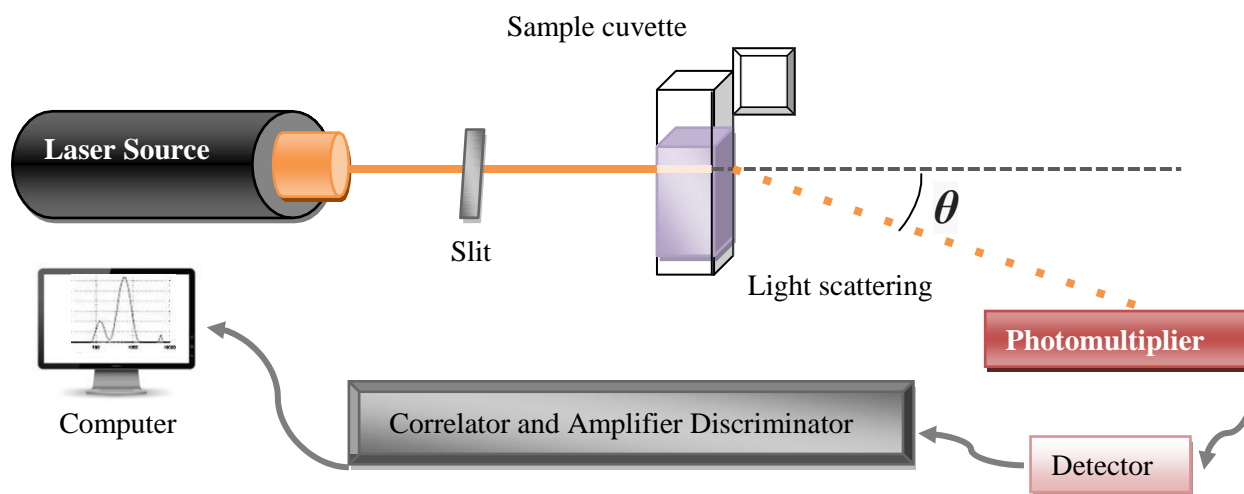 Sample cuvette
Laser Source
θ
Slit
Light scattering
Photomultiplier
Computer
Correlator and Amplifier Discriminator
Detector